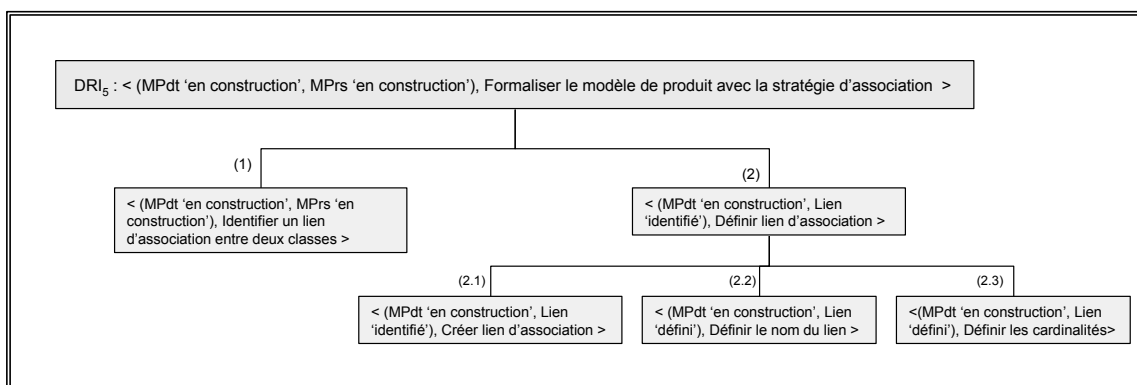 DRI5 : < (MPdt ‘en construction’, MPrs ‘en construction’), Formaliser le modèle de produit avec la stratégie d’association >
(1)
(2)
< (MPdt ‘en construction’, MPrs ‘en
construction’), Identifier un lien
d’association entre deux classes >
< (MPdt ‘en construction’, Lien
‘identifié’), Définir lien d’association >
(2.1)
(2.2)
(2.3)
< (MPdt ‘en construction’, Lien
‘identifié’), Créer lien d’association >
< (MPdt ‘en construction’, Lien
‘défini’), Définir le nom du lien >
<(MPdt ‘en construction’, Lien
‘défini’), Définir les cardinalités>